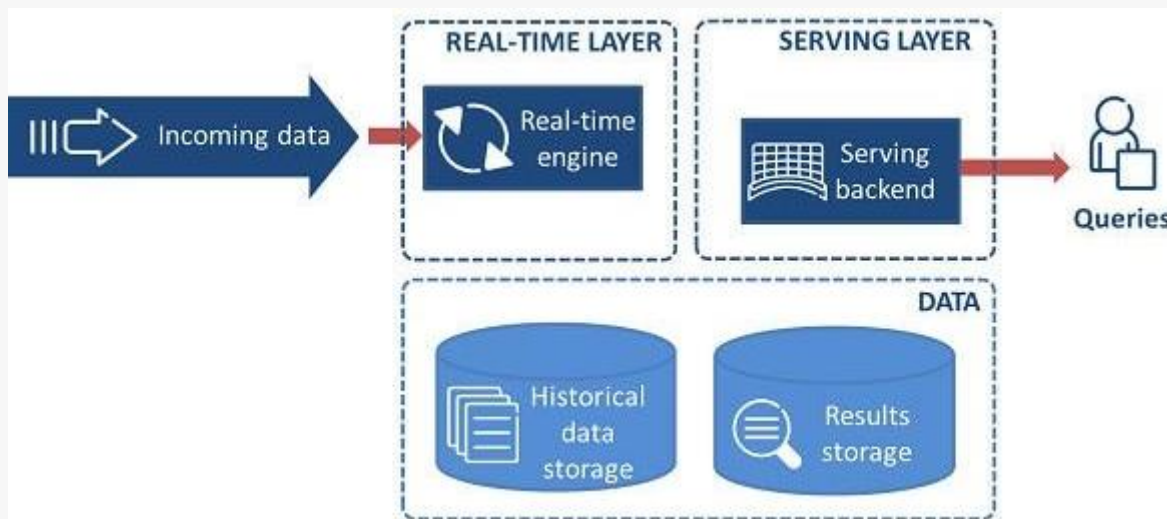 REAL-TIME LAYER
SERVING LAYER
Incoming data
Real-time
engine
Serving
backend
Queries
DATA
Historical
data
storage
Results
storage